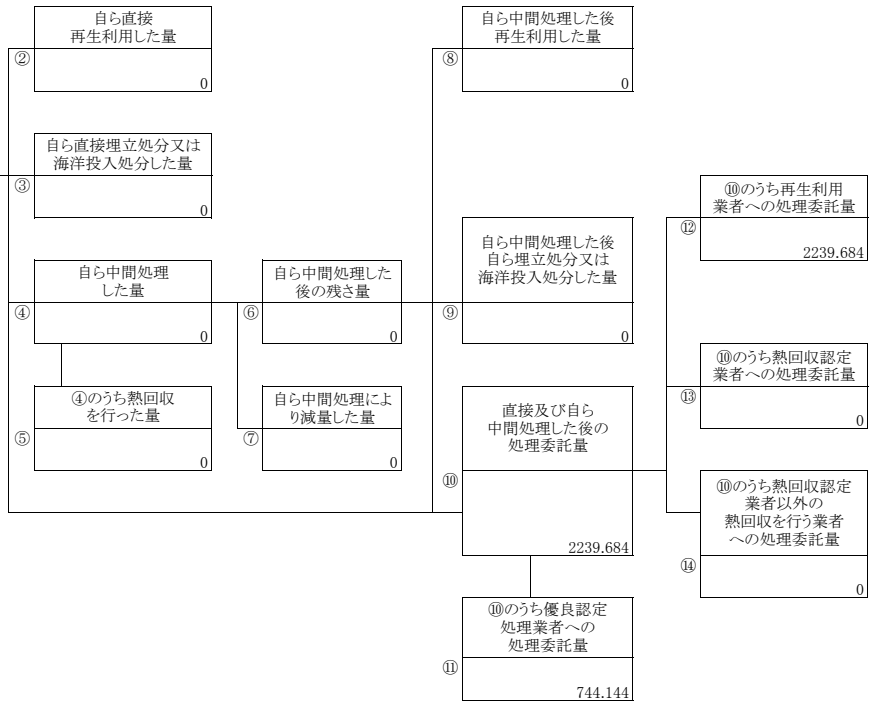 自ら直接
再生利用した量
②
0
自ら直接埋立処分又は
海洋投入処分した量
③
0
自ら中間処理
した量
④
0
④のうち熱回収
を行った量
⑤
0
自ら中間処理した
後の残さ量
⑥
0
自ら中間処理によ
り減量した量
⑦
0
自ら中間処理した後
再生利用した量
⑧
0
自ら中間処理した後
自ら埋立処分又は
海洋投入処分した量
⑨
0
直接及び自ら
中間処理した後の
処理委託量
⑩
2239.684
⑩のうち優良認定
処理業者への
処理委託量
⑪
744.144
⑩のうち再生利用
業者への処理委託量
⑫
2239.684
⑩のうち熱回収認定
業者への処理委託量
⑬
0
⑩のうち熱回収認定
業者以外の
熱回収を行う業者
への処理委託量
⑭
0